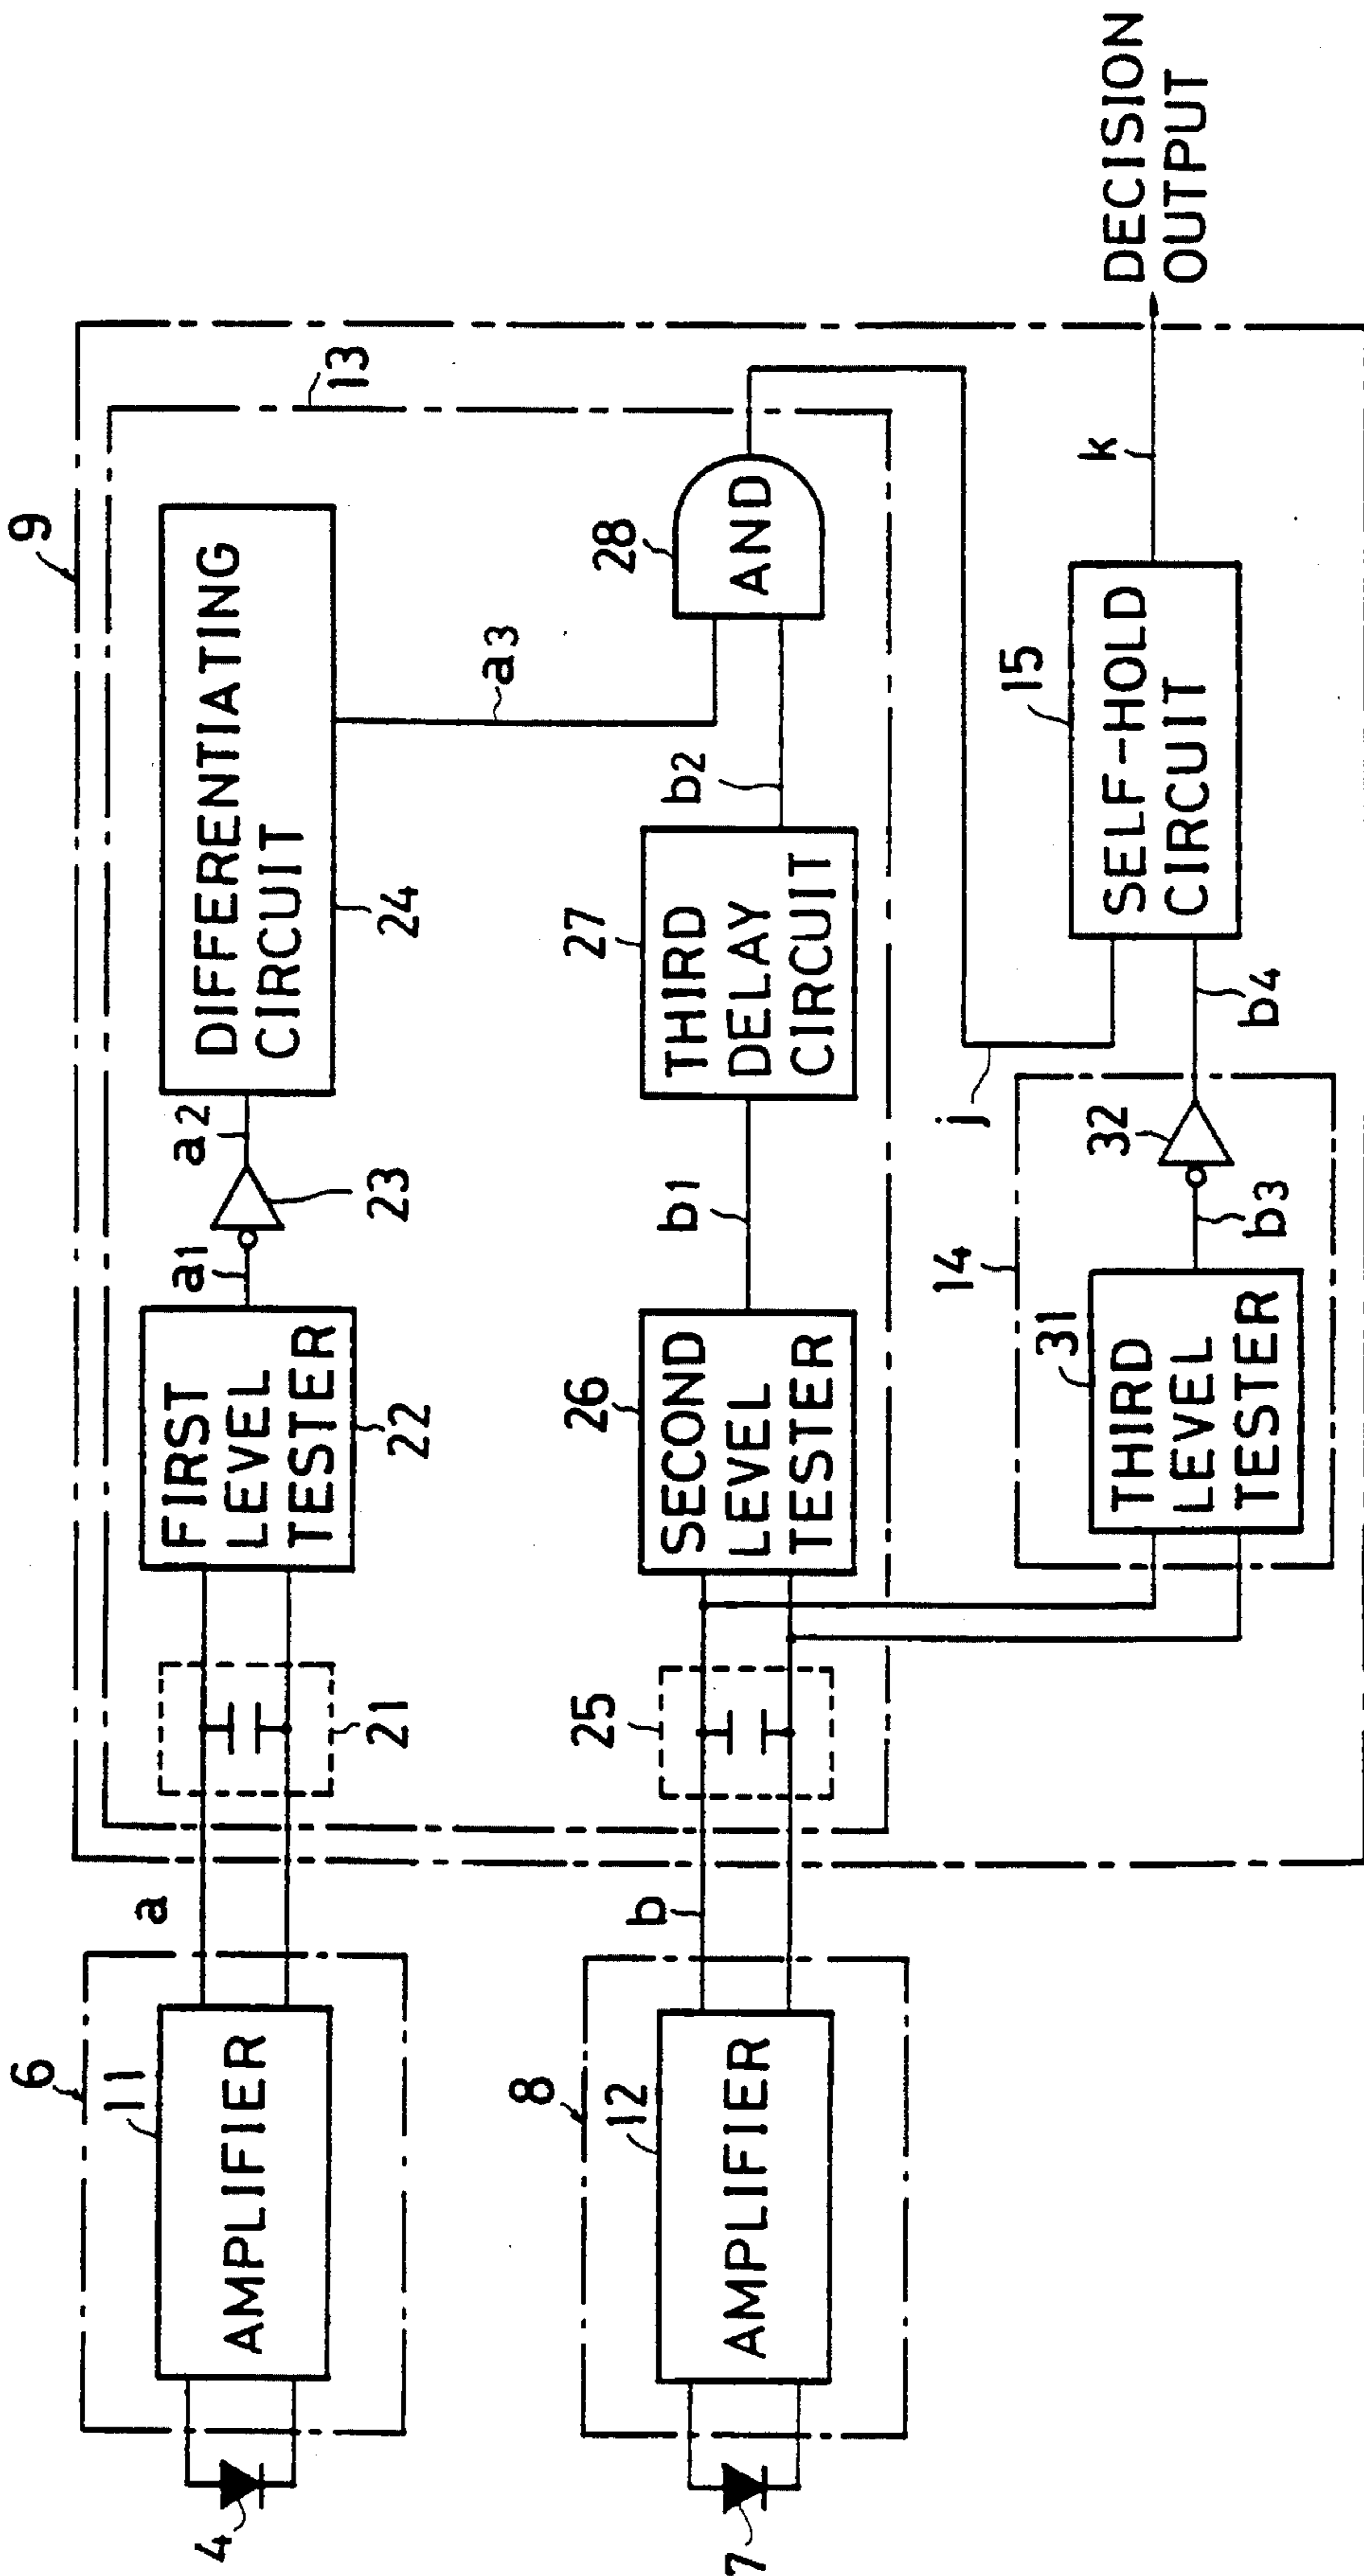 9
13
6
11
AMPLIFIER
4
a
21
FIRST
LEVEL
TESTER
22
a1
23
a2
DIFFERENTIATING
CIRCUIT
24
a3
8
12
AMPLIFIER
7
b
25
SECOND
LEVEL
TESTER
26
b1
THIRD
DELAY
CIRCUIT
27
b2
28
AND
14
31
THIRD
LEVEL
TESTER
b3
32
b4
j
15
SELF-HOLD
CIRCUIT
k
DECISION
OUTPUT